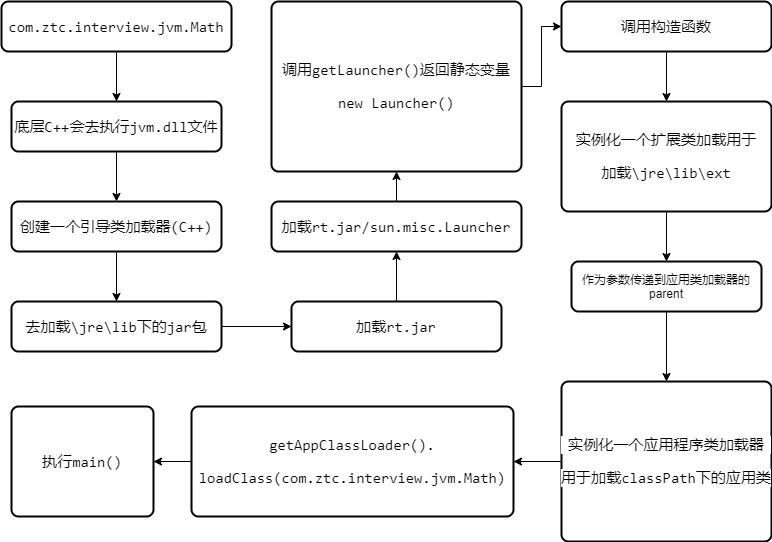 com.ztc.interview.jvm.Math
底层C++会去执行jvm.dll文件
创建一个引导类加载器(C++)
去加载\jre\lib下的jar包
加载rt.jar
加载rt.jar/sun.misc.Launcher
调用getLauncher()返回静态变量
new Launcher()
调用构造函数
实例化一个扩展类加载用于
加载\jre\lib\ext
作为参数传递到应用类加载器的
parent
实例化一个应用程序类加载器
用于加载classPath下的应用类
getAppClassLoader().
loadClass(com.ztc.interview.jvm.Math)
执行main()